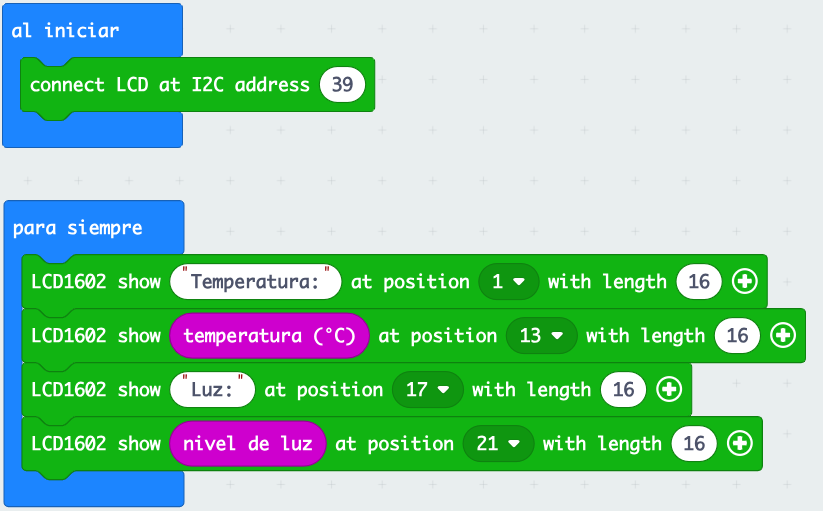 al iniciar
connect LCD at I2C address 39
para siempre
LCD1602 show "Temperatura:" at position 1 with length 16
LCD1602 show temperatura (°C) at position 13 with length 16
LCD1602 show "Luz:" at position 17 with length 16
LCD1602 show nivel de luz at position 21 with length 16